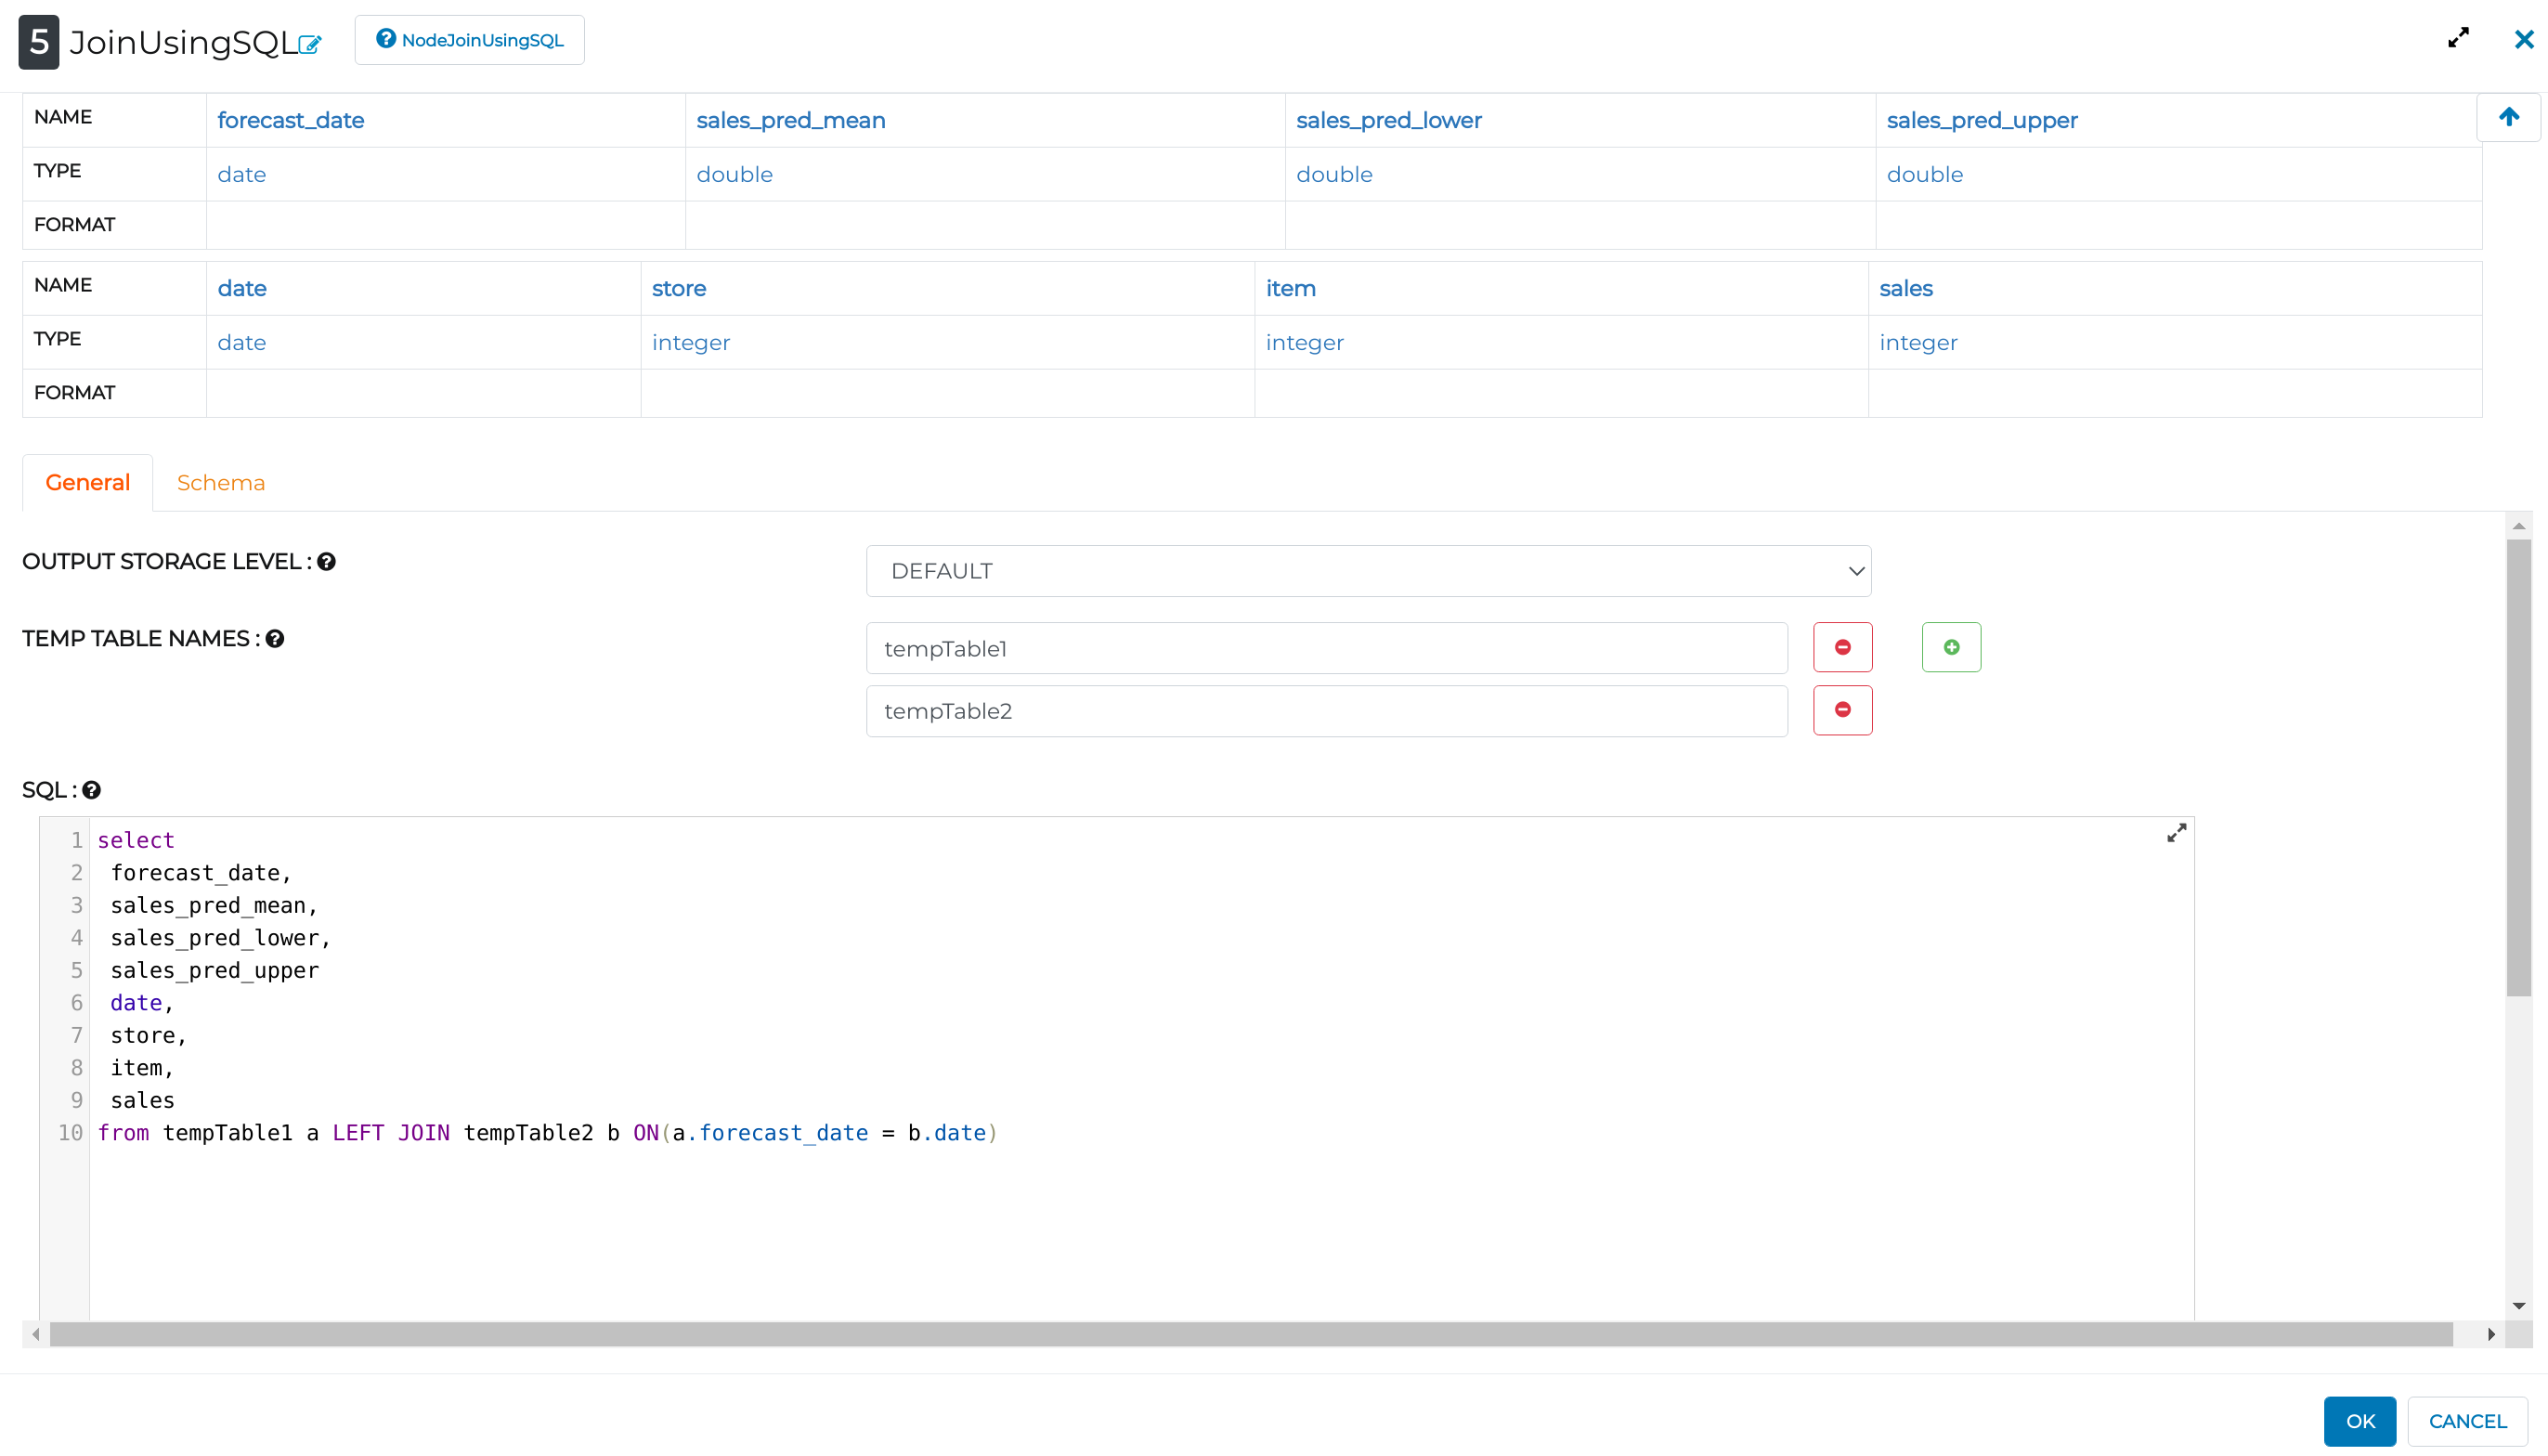 5 JoinUsingSQL NodeJoinUsingSQL
NAME forecast_date sales_pred_mean sales_pred_lower sales_pred_upper
TYPE date double double double
FORMAT
NAME date store item sales
TYPE date integer integer integer
FORMAT
General Schema
OUTPUT STORAGE LEVEL : DEFAULT
TEMP TABLE NAMES : tempTable1
tempTable2
SQL :
1 select
2 forecast_date,
3 sales_pred_mean,
4 sales_pred_lower,
5 sales_pred_upper
6 date,
7 store,
8 item,
9 sales
10 from tempTable1 a LEFT JOIN tempTable2 b ON(a.forecast_date = b.date)
OK CANCEL